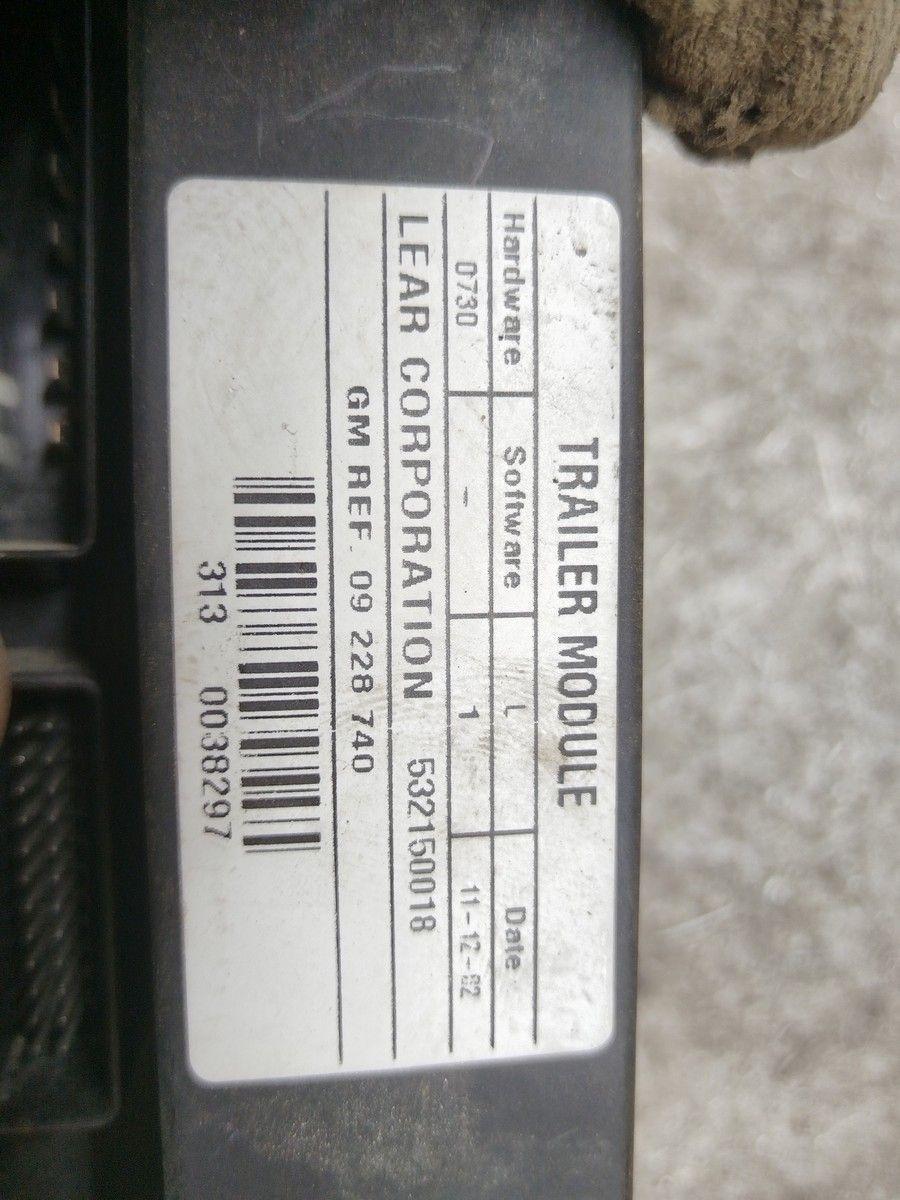 TRAILER MODULE
Hardware Software L Date
0730 - 1 11-12-02
LEAR CORPORATION 532150018
GM REF. 09 228 740
313 0038297